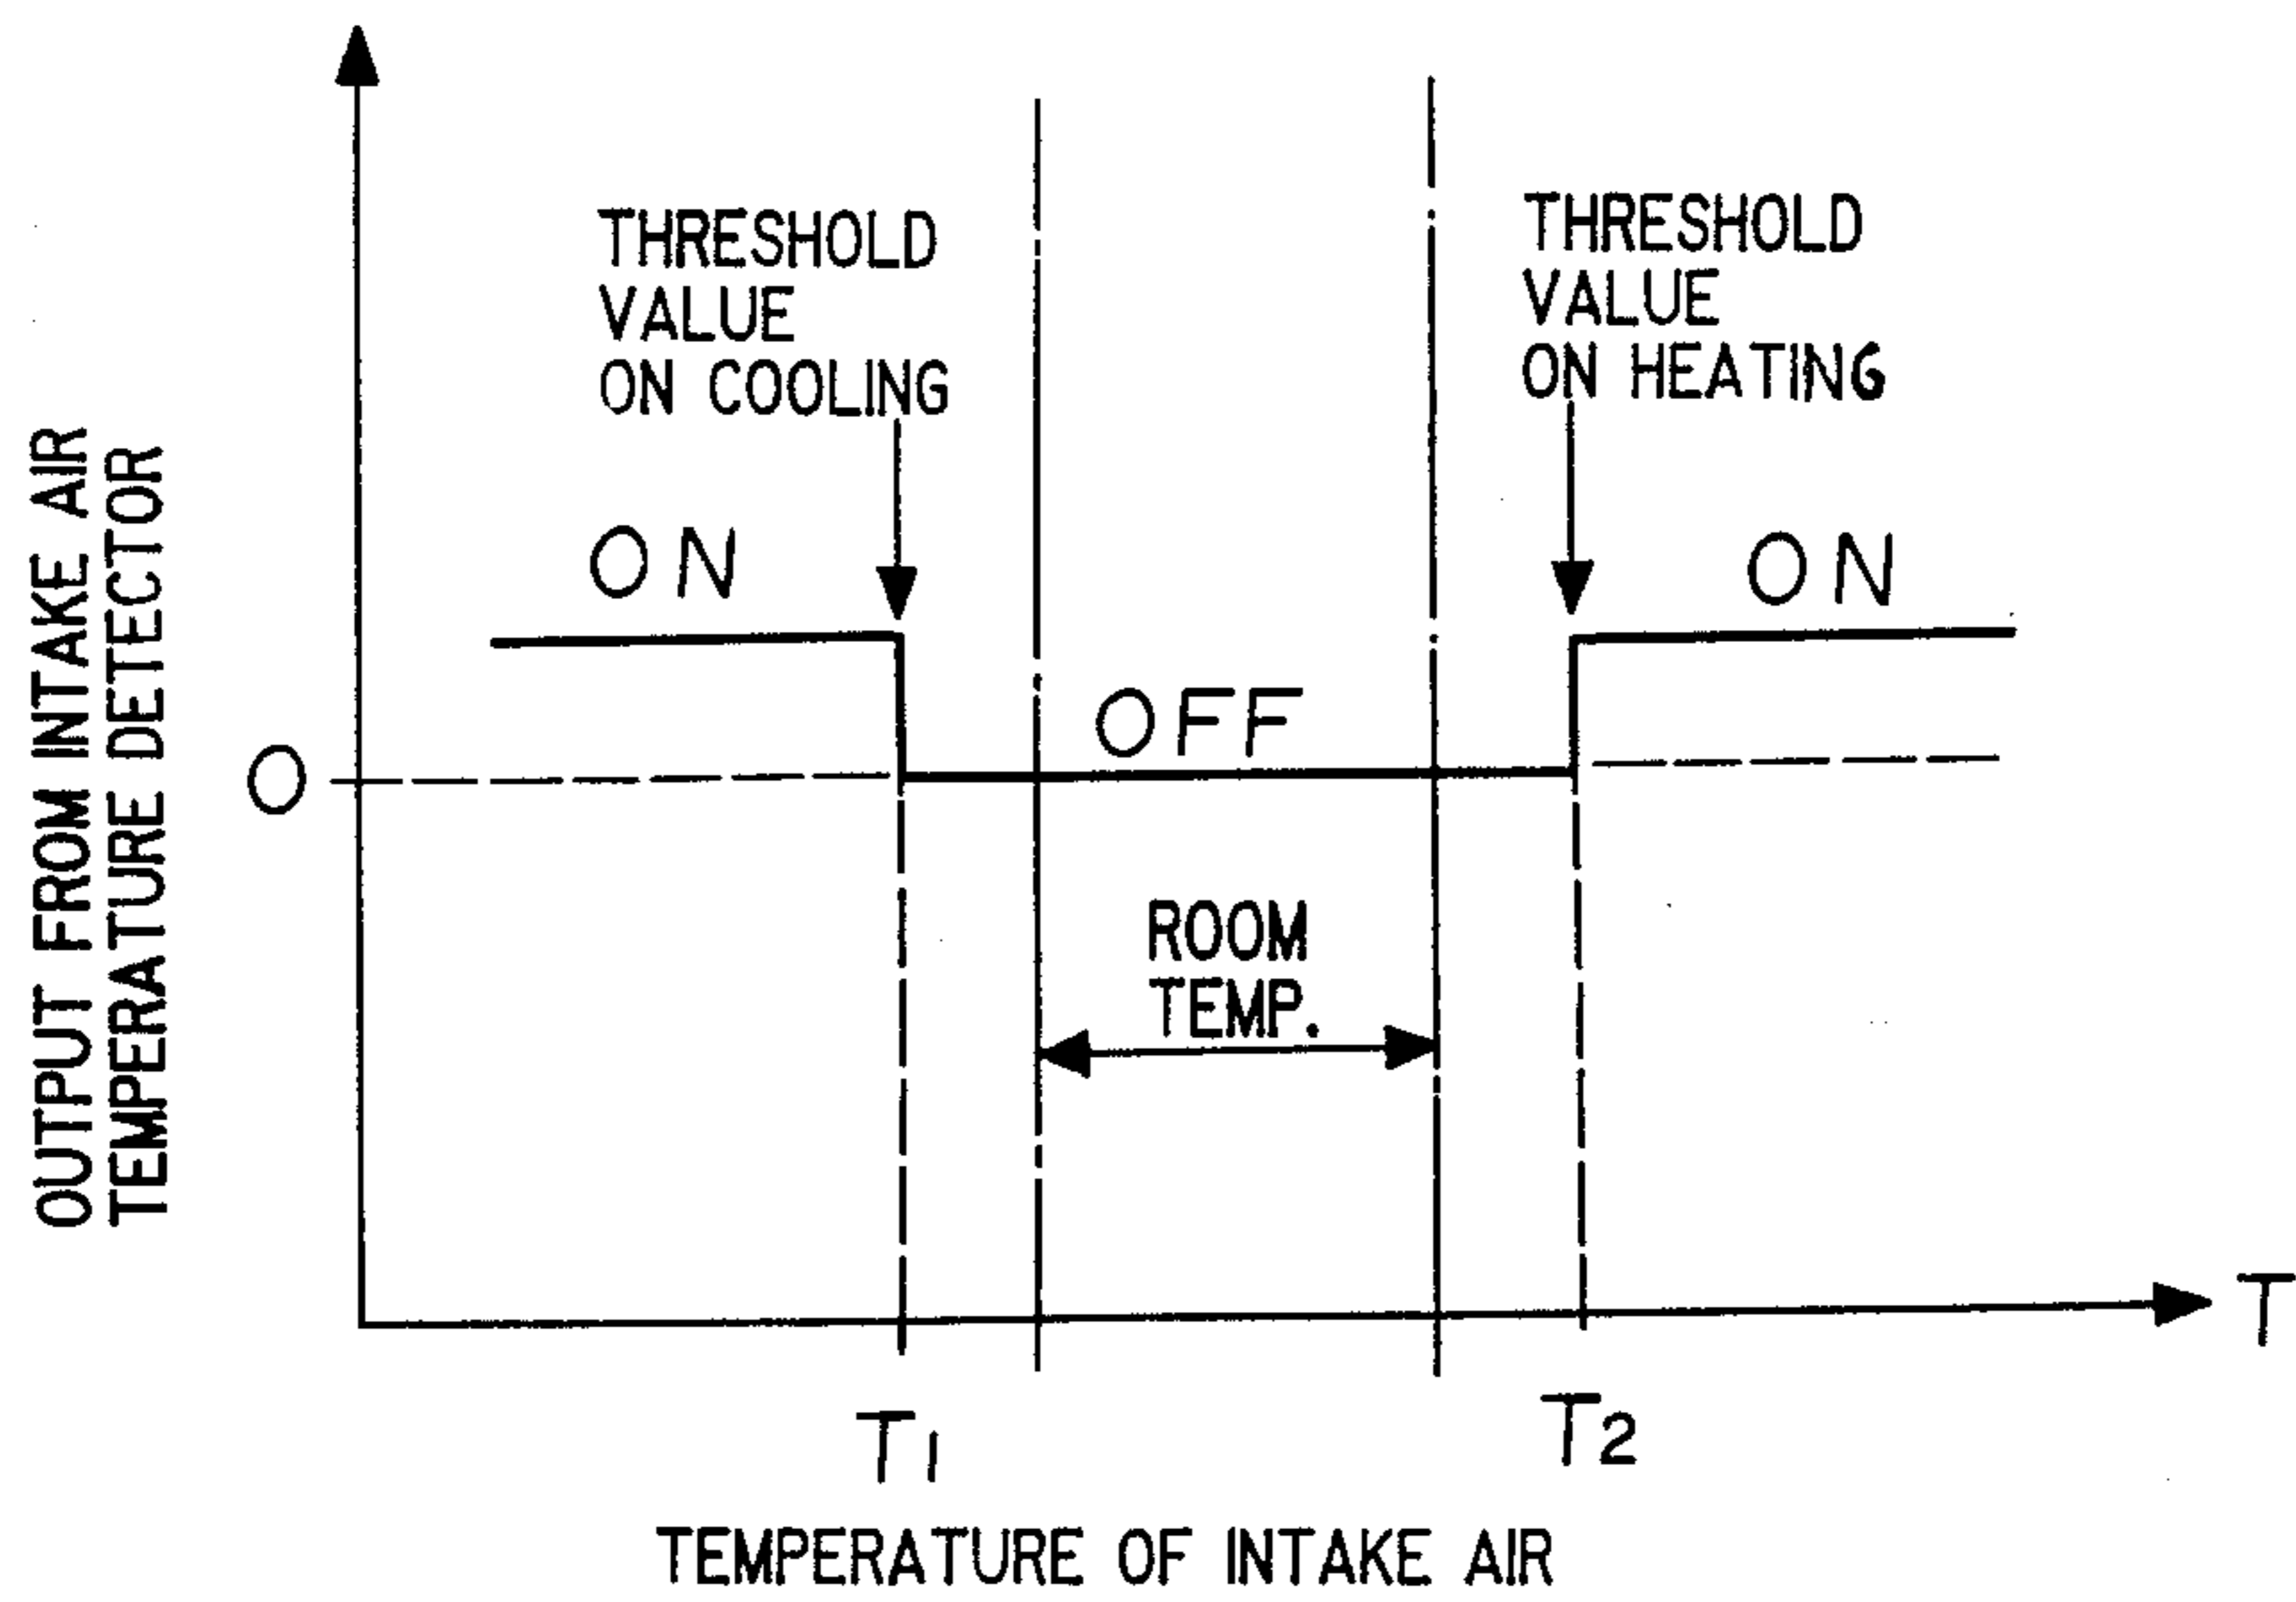 THRESHOLD
VALUE
ON COOLING
THRESHOLD
VALUE
ON HEATING
ON
ON
OFF
O
OUTPUT FROM INTAKE AIR
TEMPERATURE DETECTOR
ROOM
TEMP.
T
T1
T2
TEMPERATURE OF INTAKE AIR